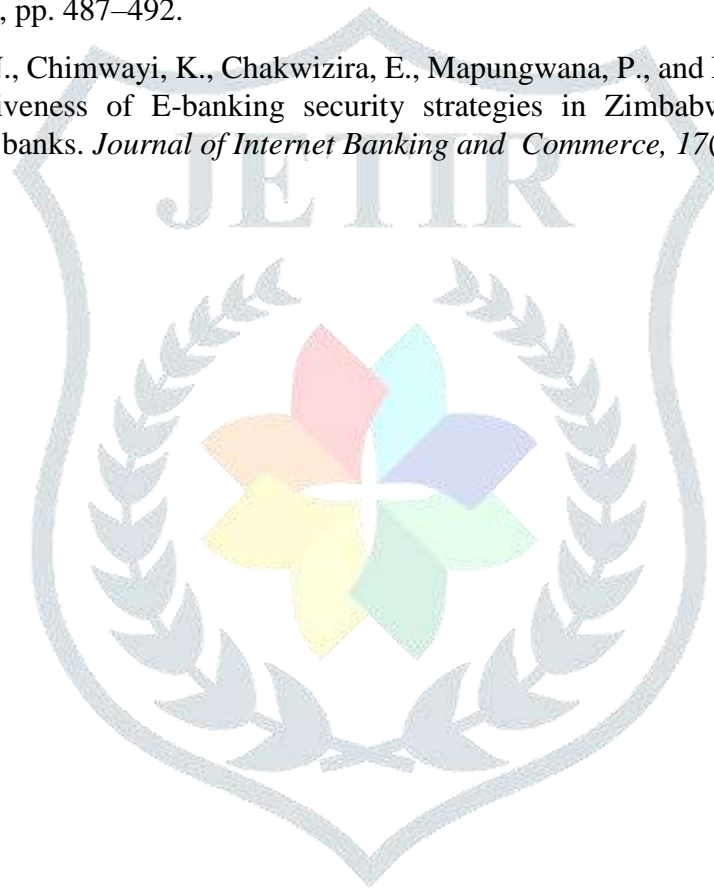 , pp. 487–492.
J., Chimwayi, K., Chakwizira, E., Mapungwana, P., and
iveness of E-banking security strategies in Zimbabw
banks. Journal of Internet Banking and Commerce, 17(
JETIR